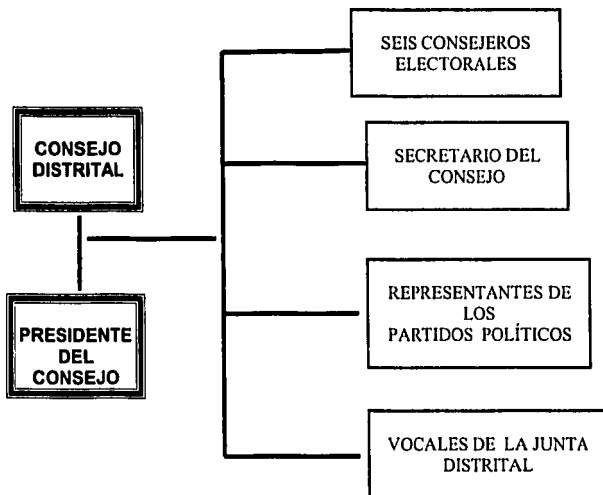 SEIS CONSEJEROS
ELECTORALES
CONSEJO
DISTRITAL
SECRETARIO DEL
CONSEJO
PRESIDENTE
DEL
CONSEJO
REPRESENTANTES DE
LOS
PARTIDOS POLÍTICOS
VOCALES DE LA JUNTA
DISTRITAL